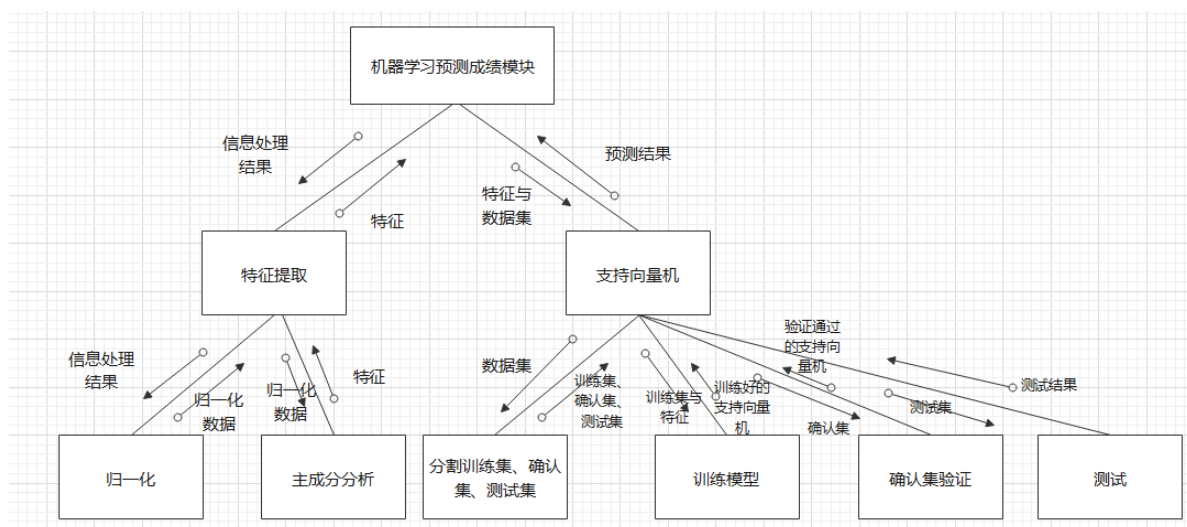 机器学习预测成绩模块
信息处理
结果
特征
特征与
数据集
预测结果
特征提取
支持向量机
信息处理
结果
归一化
数据
归一化
数据
特征
数据集
训练集、
确认集、
测试集
训练集与
特征
训练好的
支持向量
机
验证通过
的支持向
量机
确认集
测试集
测试结果
归一化
主成分分析
分割训练集、确认
集、测试集
训练模型
确认集验证
测试